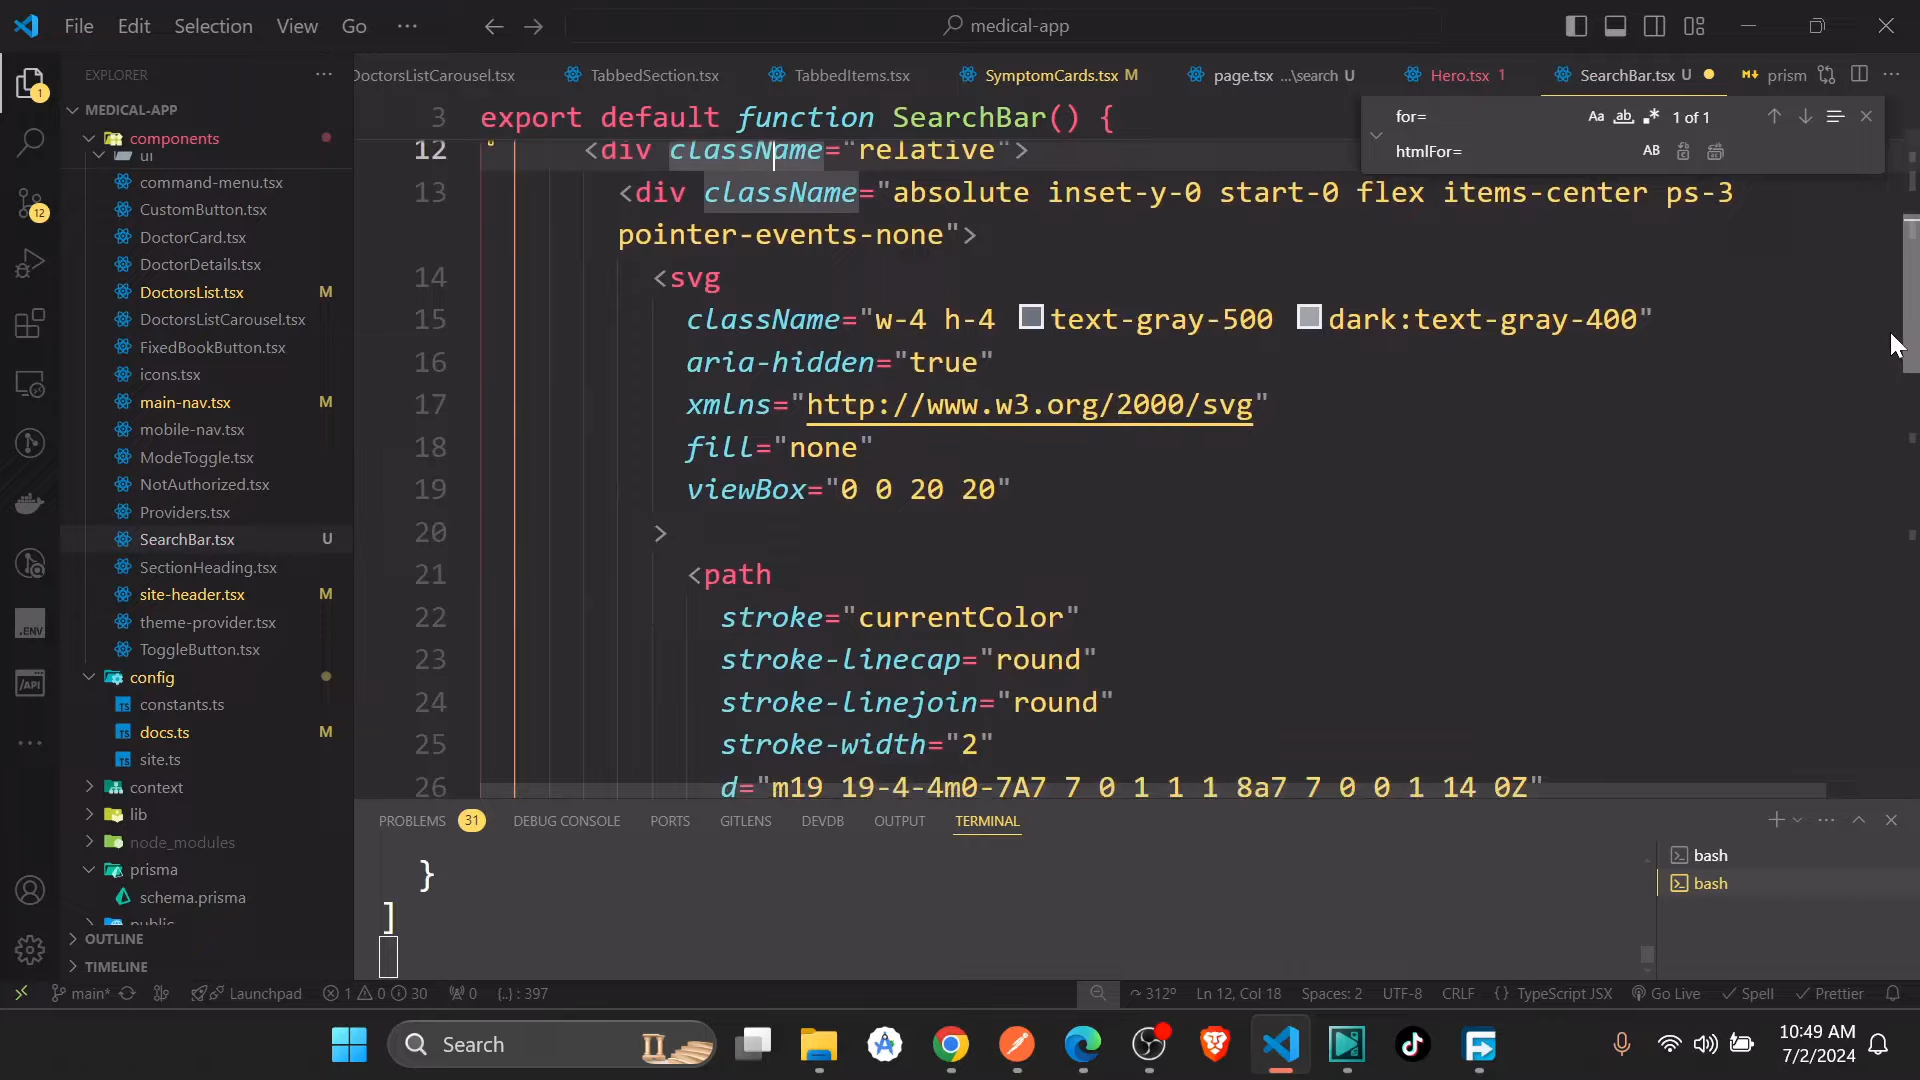 File Edit Selection View Go ···
medical-app
EXPLORER
DoctorsListCarousel.tsx
TabbedSection.tsx
TabbedItems.tsx
SymptomCards.tsx M
page.tsx ...\search U
Hero.tsx 1
SearchBar.tsx U
prism
MEDICAL-APP
components
ui
command-menu.tsx
CustomButton.tsx
DoctorCard.tsx
DoctorDetails.tsx
DoctorsList.tsx M
DoctorsListCarousel.tsx
FixedBookButton.tsx
icons.tsx
main-nav.tsx M
mobile-nav.tsx
ModeToggle.tsx
NotAuthorized.tsx
Providers.tsx
SearchBar.tsx U
SectionHeading.tsx
site-header.tsx M
theme-provider.tsx
ToggleButton.tsx
config
constants.ts
docs.ts M
site.ts
context
lib
node_modules
prisma
schema.prisma
public
OUTLINE
TIMELINE
1
12
.ENV
/API
for= Aa ab 1 of 1
htmlFor= AB
3 export default function SearchBar() {
12 <div className="relative">
13 <div className="absolute inset-y-0 start-0 flex items-center ps-3
pointer-events-none">
14 <svg
15 className="w-4 h-4 text-gray-500 dark:text-gray-400"
16 aria-hidden="true"
17 xmlns="http://www.w3.org/2000/svg"
18 fill="none"
19 viewBox="0 0 20 20"
20 >
21 <path
22 stroke="currentColor"
23 stroke-linecap="round"
24 stroke-linejoin="round"
25 stroke-width="2"
26 d="m19 19-4-4m0-7A7 7 0 1 1 1 8a7 7 0 0 1 14 0Z"
PROBLEMS 31 DEBUG CONSOLE PORTS GITLENS DEVDB OUTPUT TERMINAL
}
]
bash
bash
main* Launchpad 1 0 30 0 {..} : 397
312º Ln 12, Col 18 Spaces: 2 UTF-8 CRLF {} TypeScript JSX Go Live Spell Prettier
Search
10:49 AM
7/2/2024